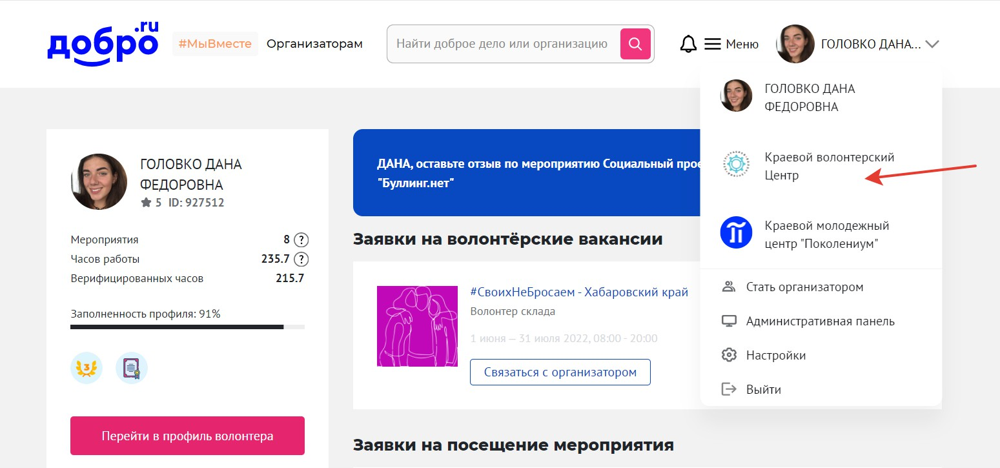 добро.ru
#МыВместе
Организаторам
Найти доброе дело или организацию
Меню
ГОЛОВКО ДАНА...
ГОЛОВКО ДАНА
ФЕДОРОВНА
Краевой волонтерский
Центр
Краевой молодежный
центр "Поколениум"
Стать организатором
Административная панель
Настройки
Выйти
ГОЛОВКО ДАНА
ФЕДОРОВНА
5 ID: 927512
Мероприятия 8 ?
Часов работы 235.7 ?
Верифицированных часов 215.7
Заполненность профиля: 91%
3
Перейти в профиль волонтера
ДАНА, оставьте отзыв по мероприятию Социальный прое
"Буллинг.нет"
Заявки на волонтёрские вакансии
#СвоихНеБросаем - Хабаровский край
Волонтер склада
1 июня — 31 июля 2022, 08:00 - 20:00
Связаться с организатором
Заявки на посещение мероприятия